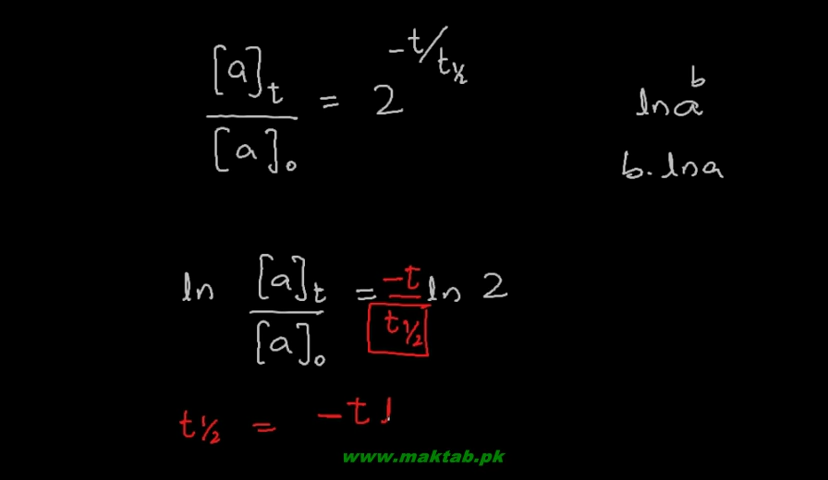 [a]t / [a]₀ = 2^(-t/t½)
ln a^b
b. ln a
ln [a]t / [a]₀ = -t / t½ ln 2
t½ = -t
www.maktab.pk